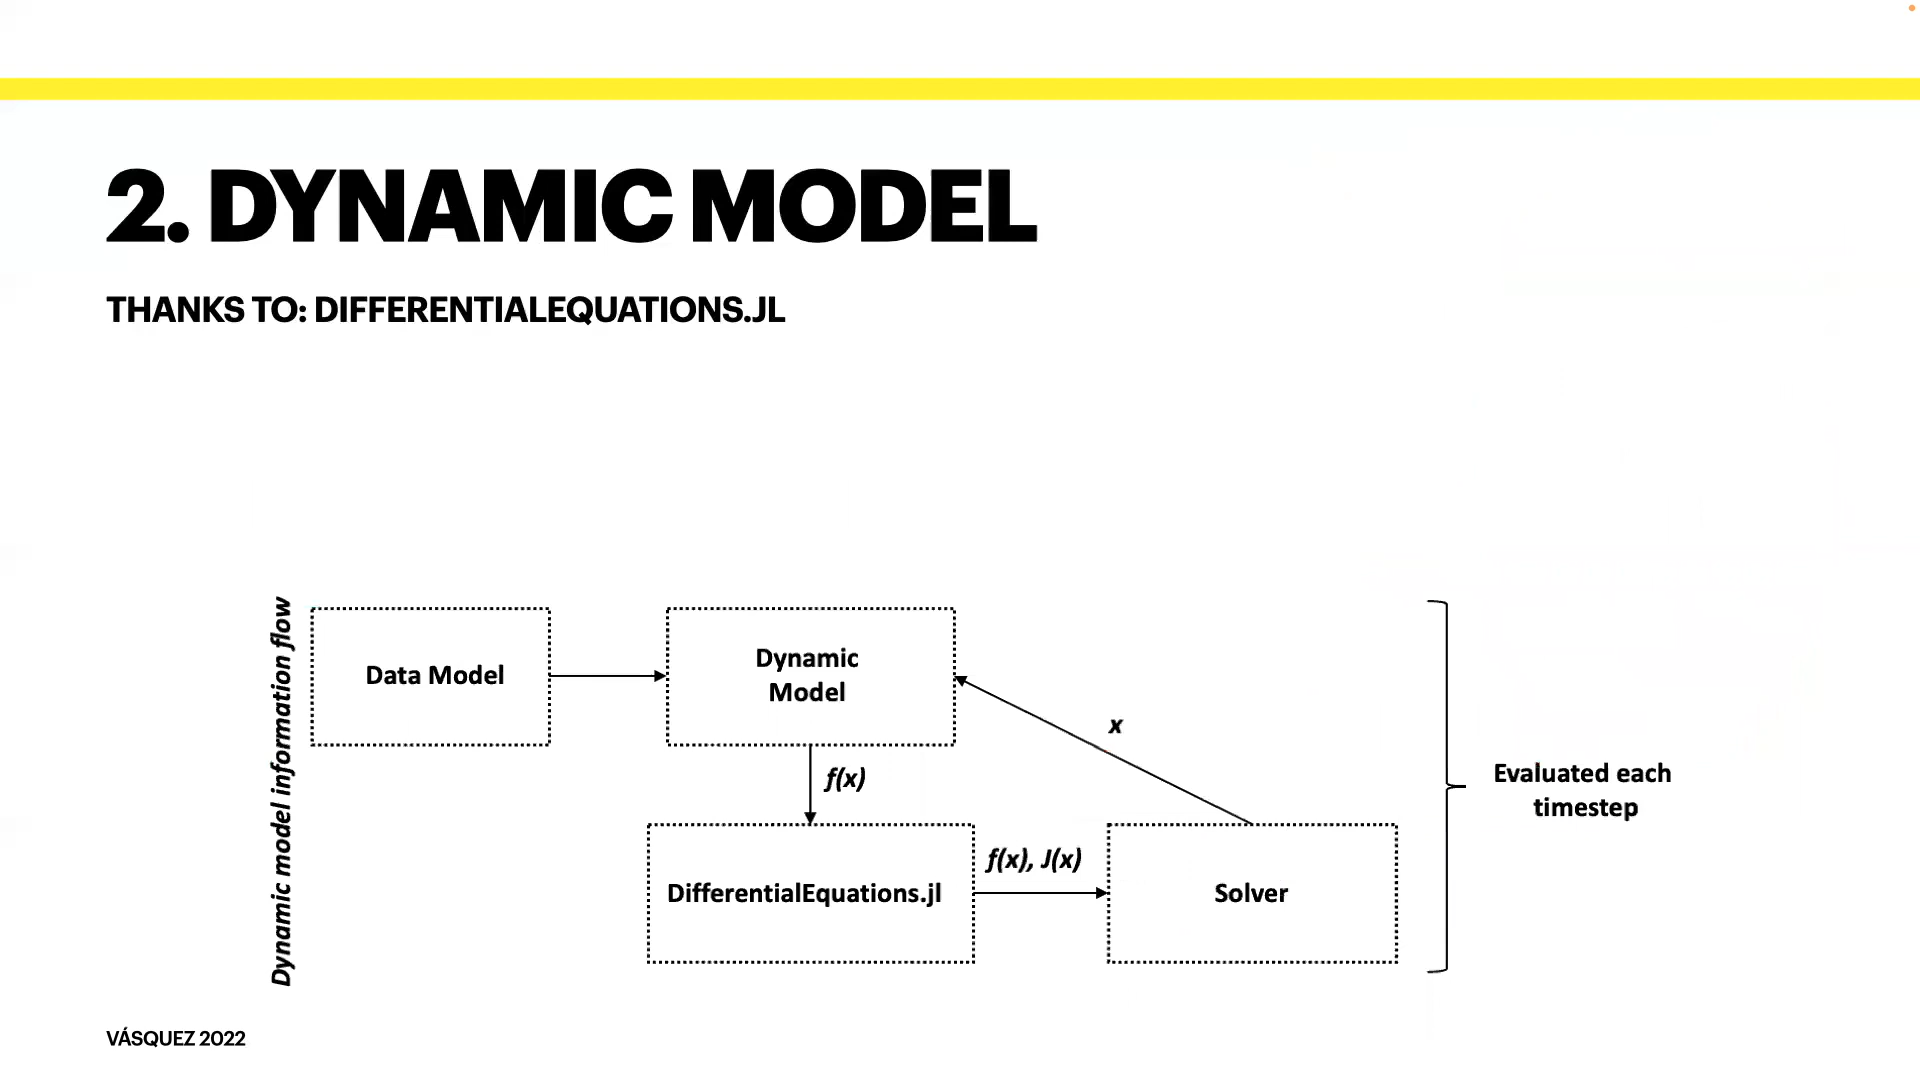 2. DYNAMIC MODEL
THANKS TO: DIFFERENTIALEQUATIONS.JL
Dynamic model information flow
Data Model
Dynamic
Model
x
f(x)
Evaluated each
timestep
f(x), J(x)
DifferentialEquations.jl
Solver
VÁSQUEZ 2022